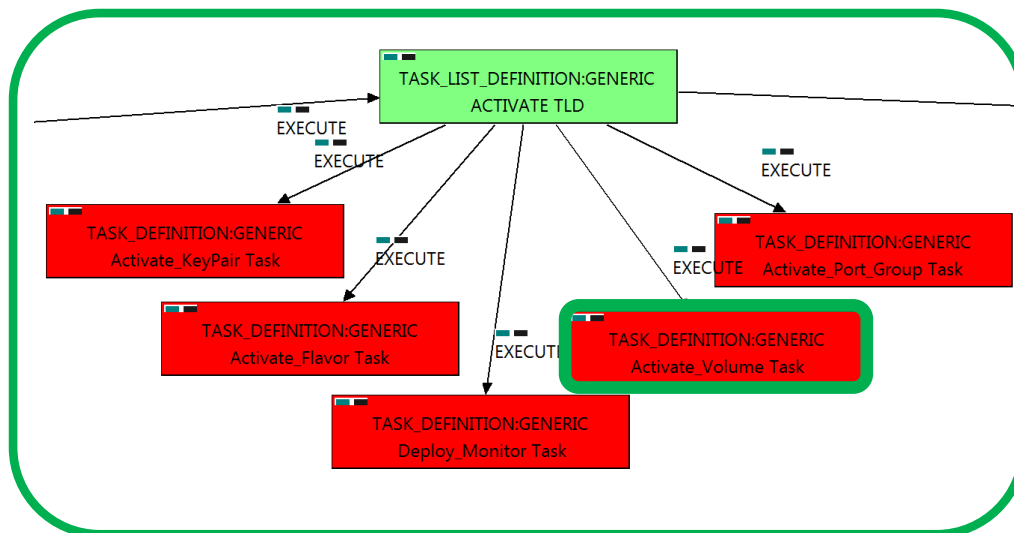 TASK_LIST_DEFINITION:GENERIC
ACTIVATE TLD
EXECUTE
EXECUTE
EXECUTE
TASK_DEFINITION:GENERIC
Activate_KeyPair Task
TASK_DEFINITION:GENERIC
Activate_Port_Group Task
EXECUTE
EXECUTE
TASK_DEFINITION:GENERIC
Activate_Flavor Task
EXECUTE
TASK_DEFINITION:GENERIC
Activate_Volume Task
TASK_DEFINITION:GENERIC
Deploy_Monitor Task